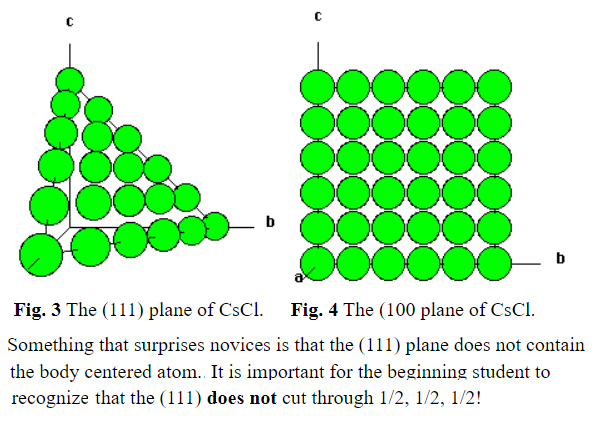 c
c
b
b
a
Fig. 3 The (111) plane of CsCl.
Fig. 4 The (100 plane of CsCl.
Something that surprises novices is that the (111) plane does not contain
the body centered atom.. It is important for the beginning student to
recognize that the (111) does not cut through 1/2, 1/2, 1/2!